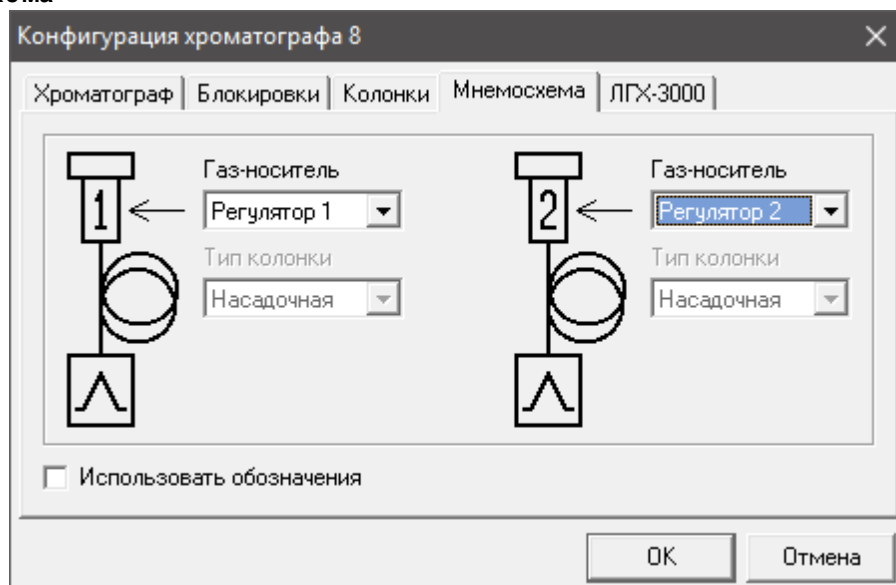 Конфигурация хроматографа 8
Хроматограф Блокировки Колонки Мнемосхема ЛГХ-3000
1
Газ-носитель
Регулятор 1
Тип колонки
Насадочная
2
Газ-носитель
Регулятор 2
Тип колонки
Насадочная
Использовать обозначения
OK Отмена